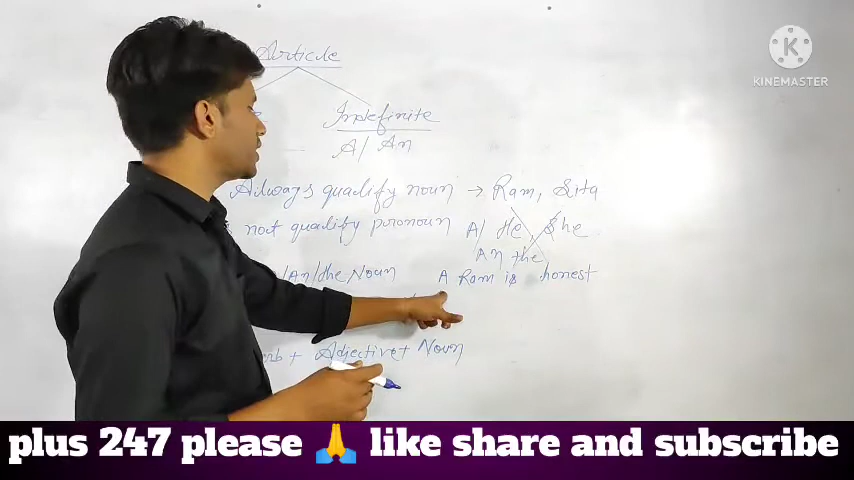 Article
KINEMASTER
Indefinite
A/ An
Always qualify noun → Ram, Sita
not qualify pronoun A/ He, She
An the
An/the Noun A Ram is honest
+ Adjective + Noun
plus 247 please 🙏 like share and subscribe